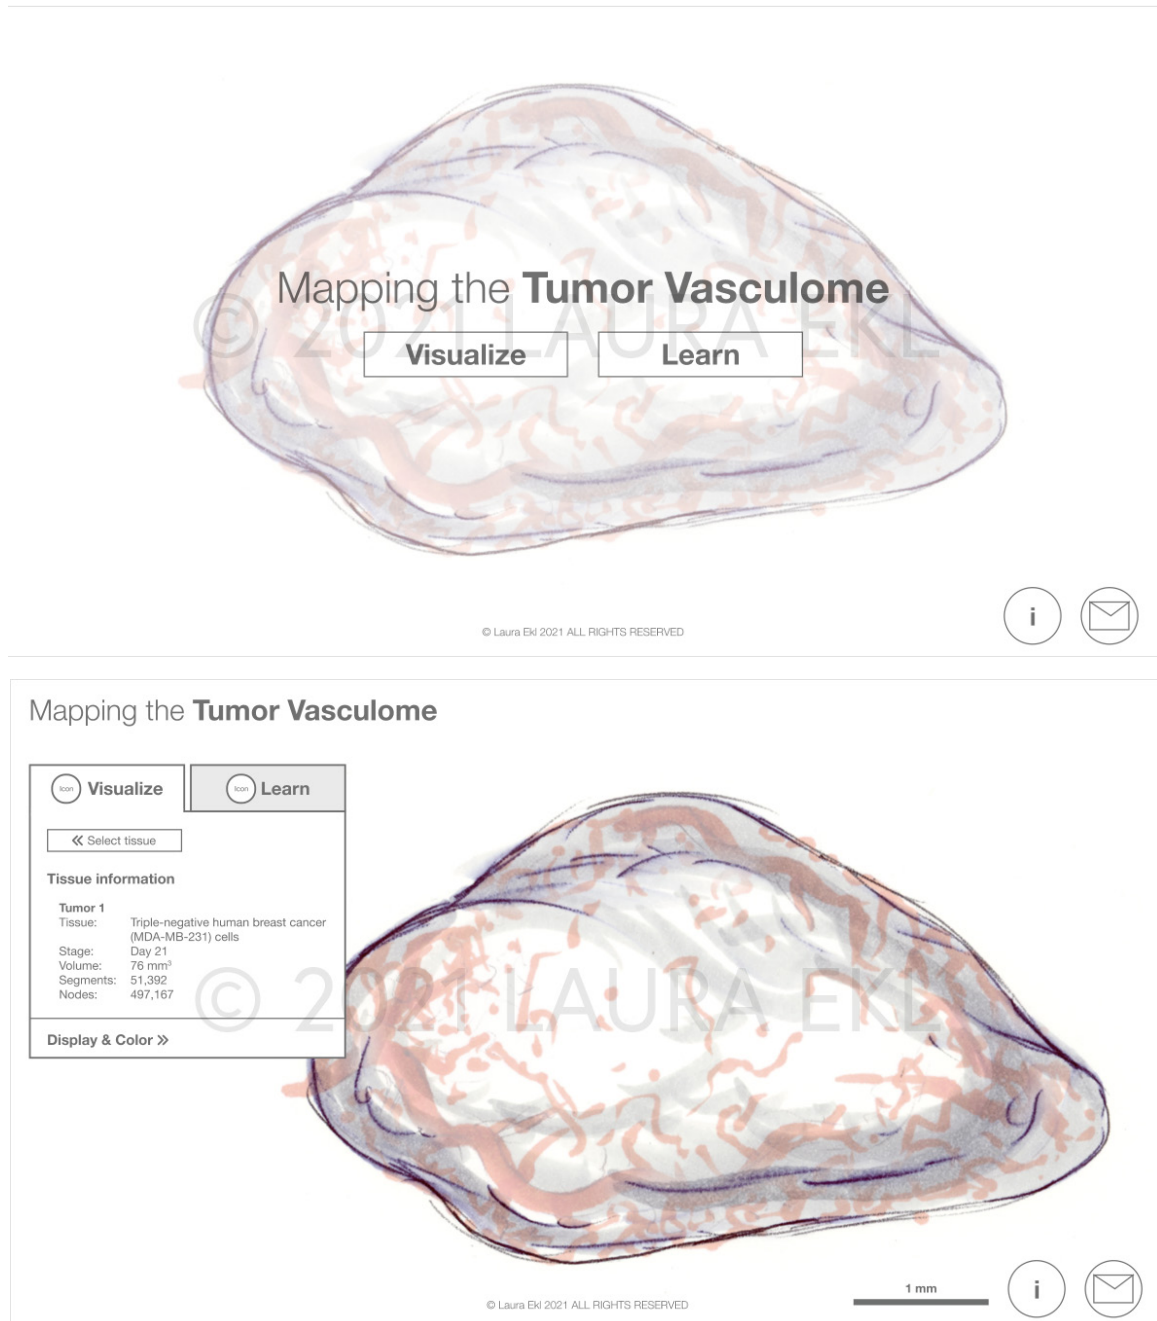 Mapping the Tumor Vasculome
© 2021 LAURA EKL
Visualize
Learn
i
© Laura Ekl 2021 ALL RIGHTS RESERVED
Mapping the Tumor Vasculome
Icon Visualize
Icon Learn
« Select tissue
Tissue information
Tumor 1
Tissue: Triple-negative human breast cancer
(MDA-MB-231) cells
Stage: Day 21
Volume: 76 mm³
Segments: 51,392
Nodes: 497,167
© 2021 LAURA EKL
Display & Color »
1 mm
i
© Laura Ekl 2021 ALL RIGHTS RESERVED